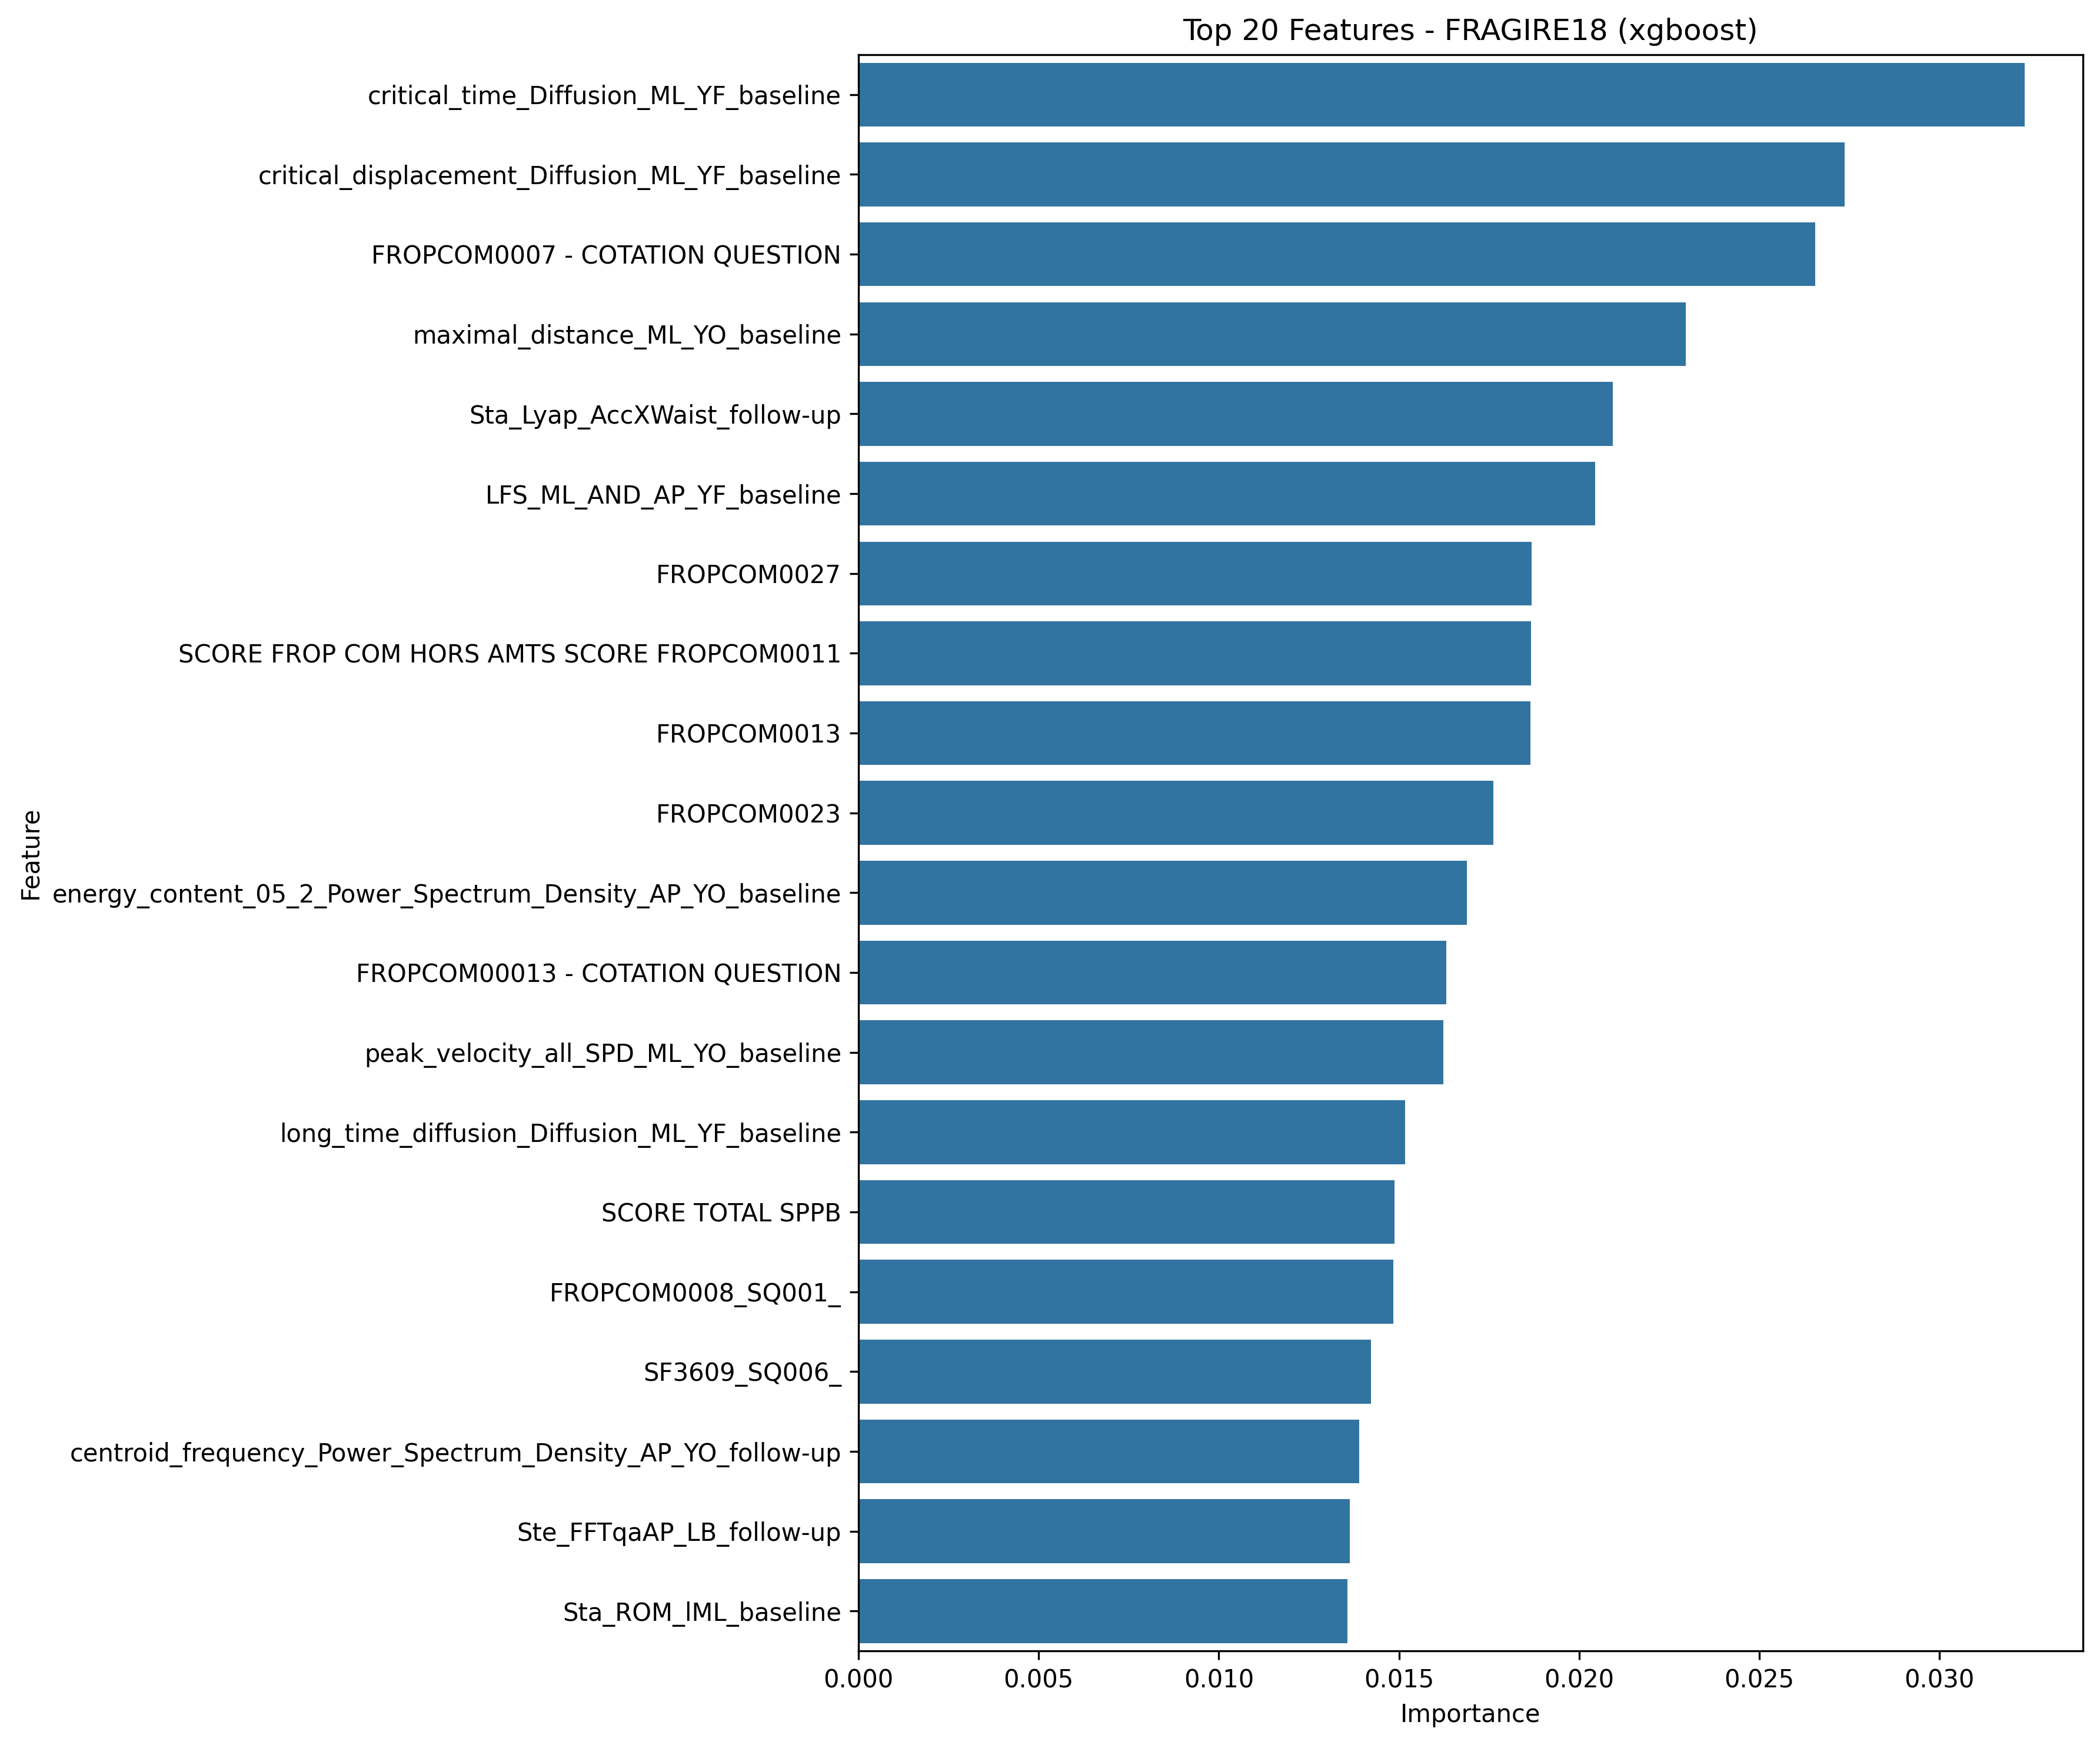 Top 20 Features - FRAGIRE18 (xgboost)
Feature
critical_time_Diffusion_ML_YF_baseline
critical_displacement_Diffusion_ML_YF_baseline
FROPCOM0007 - COTATION QUESTION
maximal_distance_ML_YO_baseline
Sta_Lyap_AccXWaist_follow-up
LFS_ML_AND_AP_YF_baseline
FROPCOM0027
SCORE FROP COM HORS AMTS SCORE FROPCOM0011
FROPCOM0013
FROPCOM0023
energy_content_05_2_Power_Spectrum_Density_AP_YO_baseline
FROPCOM00013 - COTATION QUESTION
peak_velocity_all_SPD_ML_YO_baseline
long_time_diffusion_Diffusion_ML_YF_baseline
SCORE TOTAL SPPB
FROPCOM0008_SQ001_
SF3609_SQ006_
centroid_frequency_Power_Spectrum_Density_AP_YO_follow-up
Ste_FFTqaAP_LB_follow-up
Sta_ROM_lML_baseline
0.000 0.005 0.010 0.015 0.020 0.025 0.030
Importance